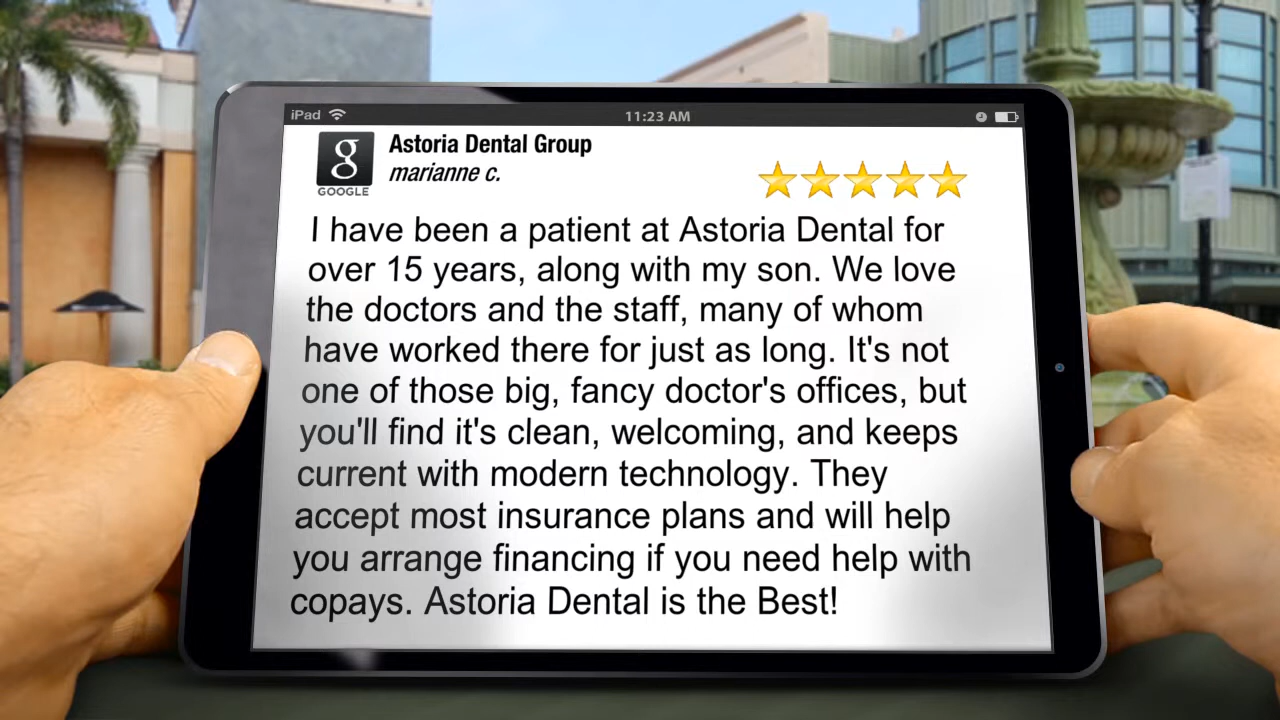 iPad 11:23 AM
g
GOOGLE
Astoria Dental Group
marianne c.
I have been a patient at Astoria Dental for
over 15 years, along with my son. We love
the doctors and the staff, many of whom
have worked there for just as long. It's not
one of those big, fancy doctor's offices, but
you'll find it's clean, welcoming, and keeps
current with modern technology. They
accept most insurance plans and will help
you arrange financing if you need help with
copays. Astoria Dental is the Best!